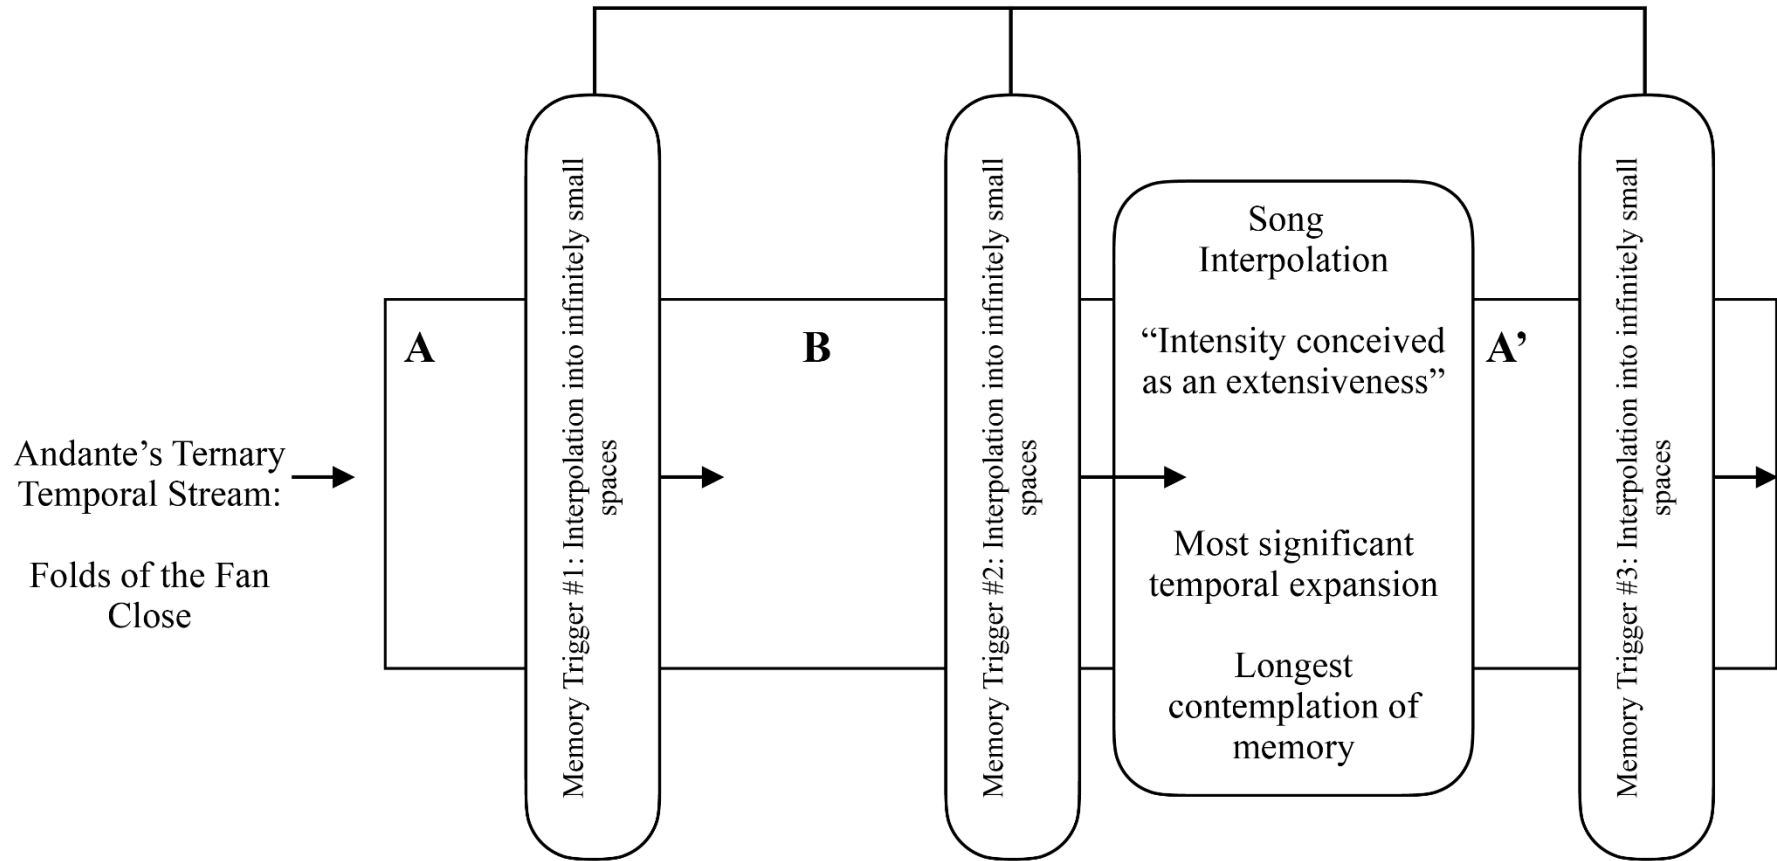 Andante’s Ternary
Temporal Stream:
Folds of the Fan
Close
A
Memory Trigger #1: Interpolation into infinitely small
spaces
B
Memory Trigger #2: Interpolation into infinitely small
spaces
Song
Interpolation
“Intensity conceived
as an extensiveness”
Most significant
temporal expansion
Longest
contemplation of
memory
A’
Memory Trigger #3: Interpolation into infinitely small
spaces